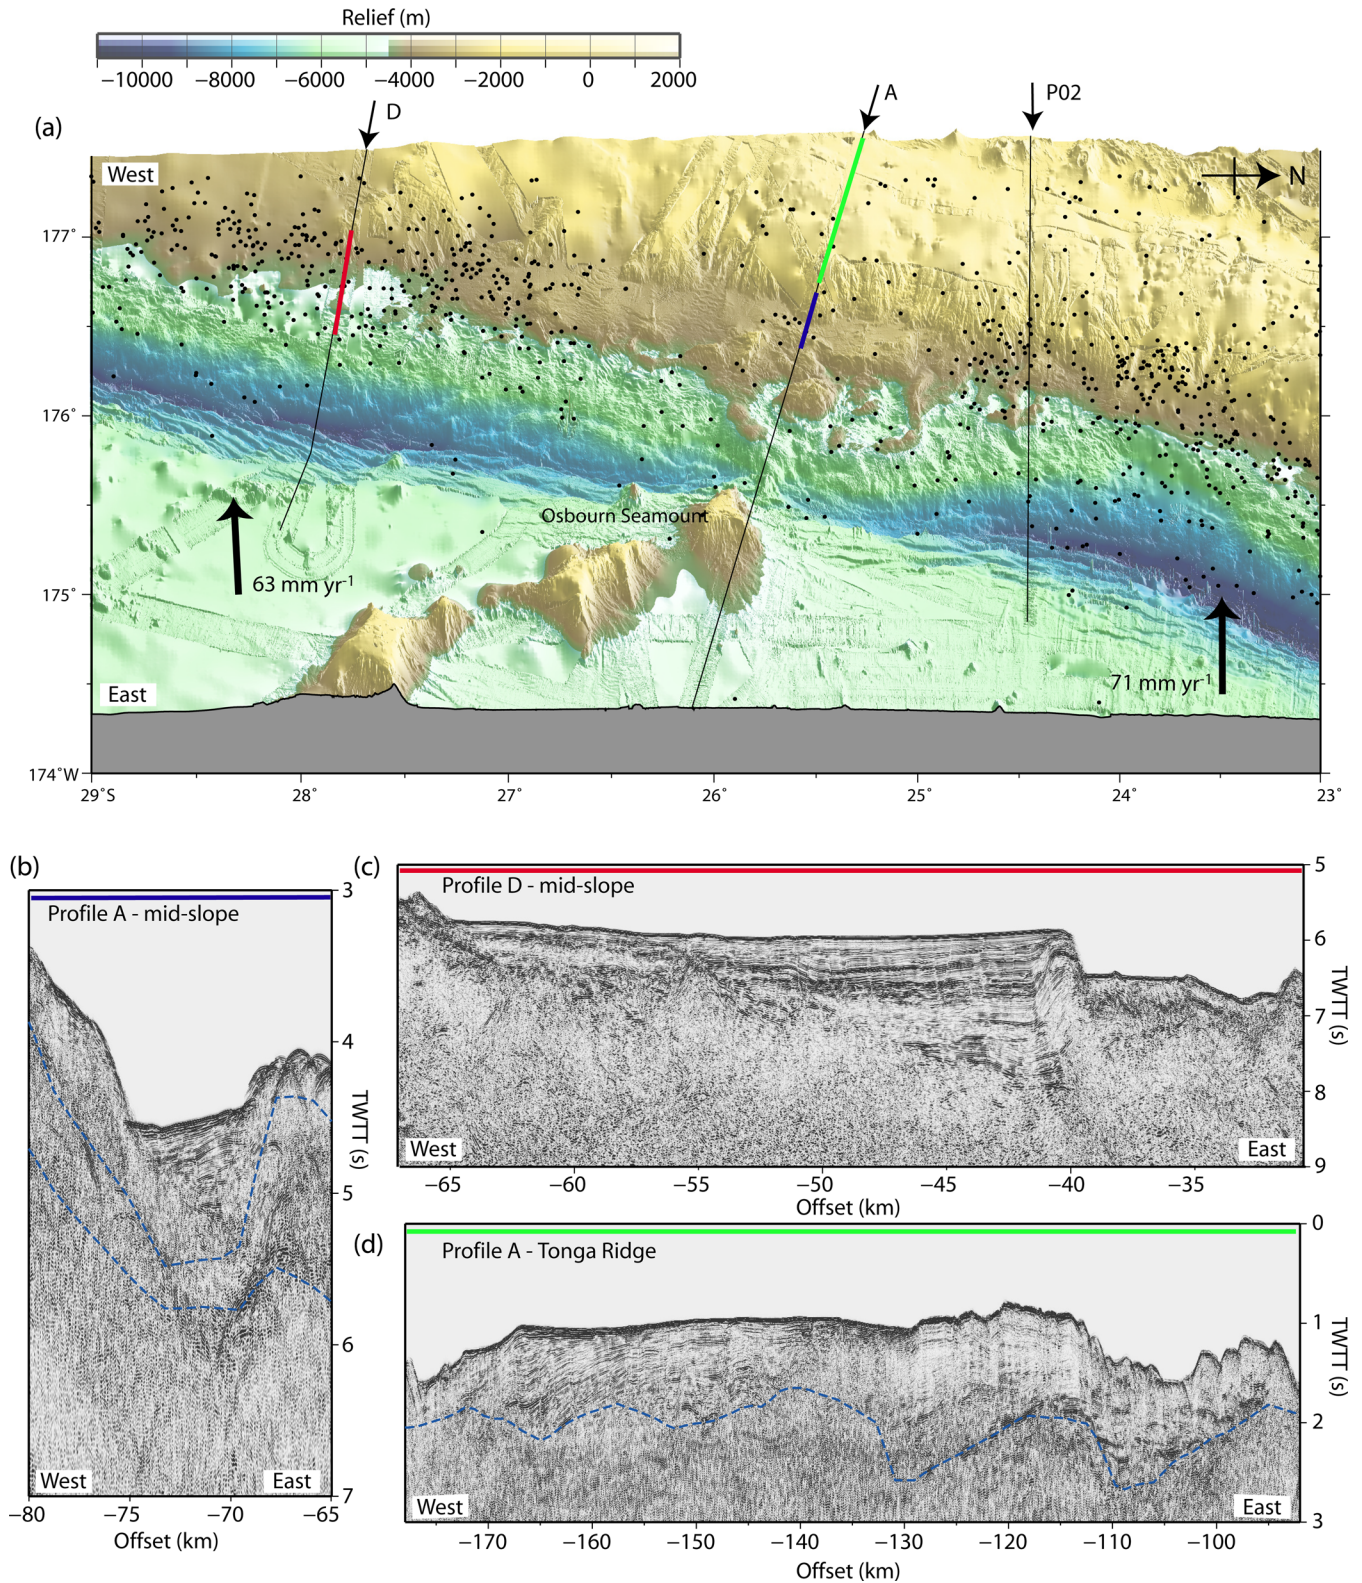 Relief (m)
−10000 −8000 −6000 −4000 −2000 0 2000
(a)
D
A
P02
West
N
177˚
176˚
Osbourn Seamount
175˚
63 mm yr-1
71 mm yr-1
East
174˚W
29˚S 28˚ 27˚ 26˚ 25˚ 24˚ 23˚
(b)
Profile A - mid-slope
3
4
5
6
7
TWTT (s)
West
East
−80 −75 −70 −65
Offset (km)
(c)
Profile D - mid-slope
5
6
7
8
9
TWTT (s)
West
East
−65 −60 −55 −50 −45 −40 −35
Offset (km)
(d)
Profile A - Tonga Ridge
0
1
2
3
TWTT (s)
West
East
−170 −160 −150 −140 −130 −120 −110 −100
Offset (km)